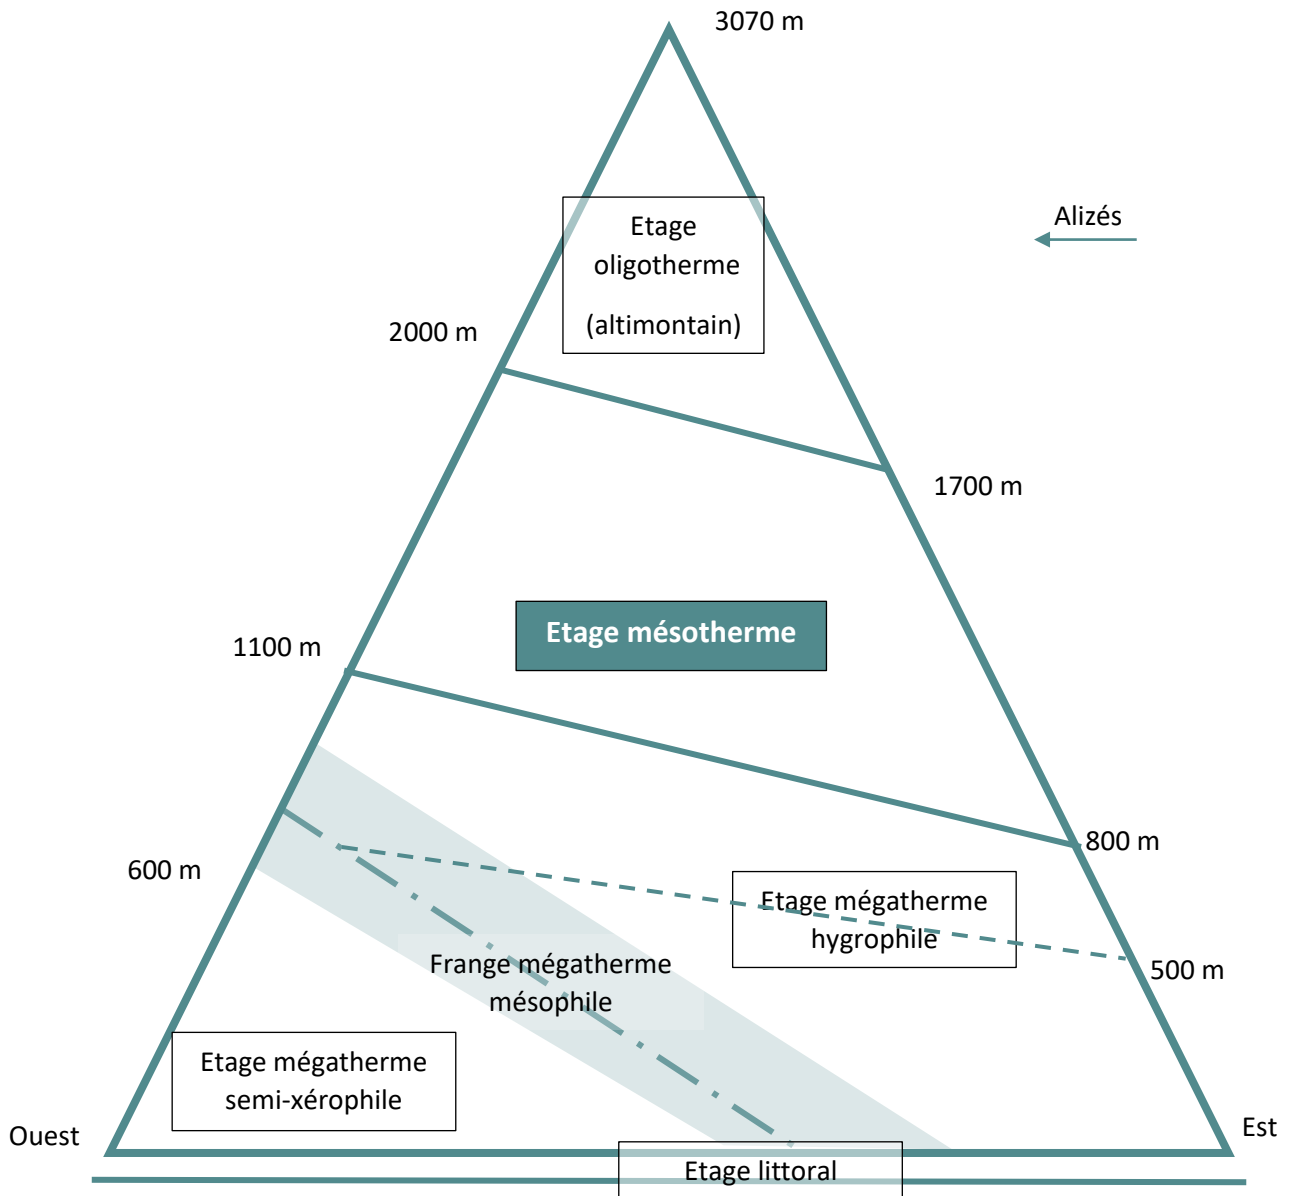 3070 m
Alizés
Etage
oligotherme
(altimontain)
2000 m
1700 m
Etage mésotherme
1100 m
800 m
600 m
Etage mégatherme
hygrophile
Frange mégatherme
mésophile
500 m
Etage mégatherme
semi-xérophile
Ouest
Est
Etage littoral